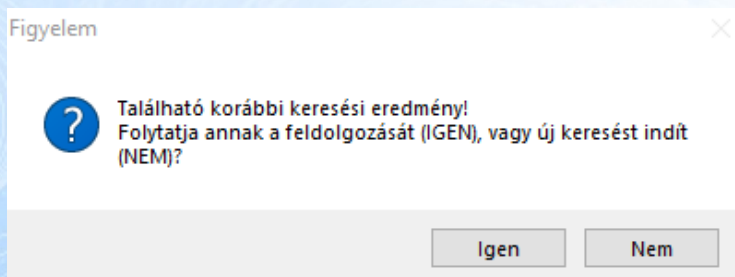 Figyelem
Található korábbi keresési eredmény!
Folytatja annak a feldolgozását (IGEN), vagy új keresést indít
(NEM)?
Igen
Nem